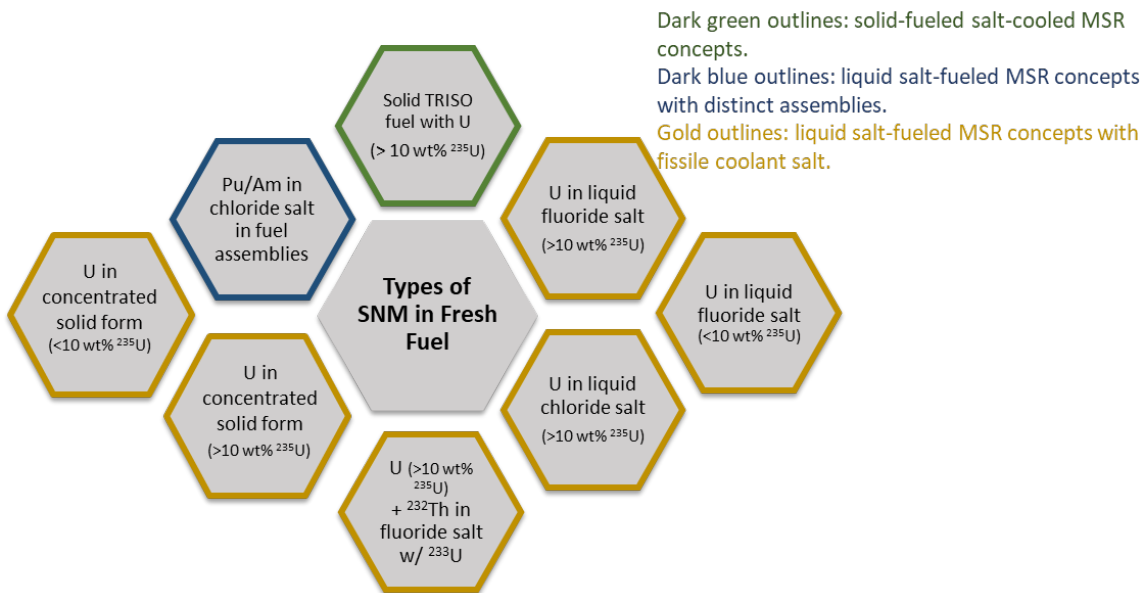 Dark green outlines: solid-fueled salt-cooled MSR
concepts.
Dark blue outlines: liquid salt-fueled MSR concepts
with distinct assemblies.
Gold outlines: liquid salt-fueled MSR concepts with
fissile coolant salt.
Solid TRISO
fuel with U
(> 10 wt% ²³⁵U)
Pu/Am in
chloride salt
in fuel
assemblies
U in liquid
fluoride salt
(>10 wt% ²³⁵U)
U in
concentrated
solid form
(<10 wt% ²³⁵U)
Types of
SNM in Fresh
Fuel
U in liquid
fluoride salt
(<10 wt% ²³⁵U)
U in
concentrated
solid form
(>10 wt% ²³⁵U)
U in liquid
chloride salt
(>10 wt% ²³⁵U)
U (>10 wt%
²³⁵U)
+ ²³²Th in
fluoride salt
w/ ²³³U